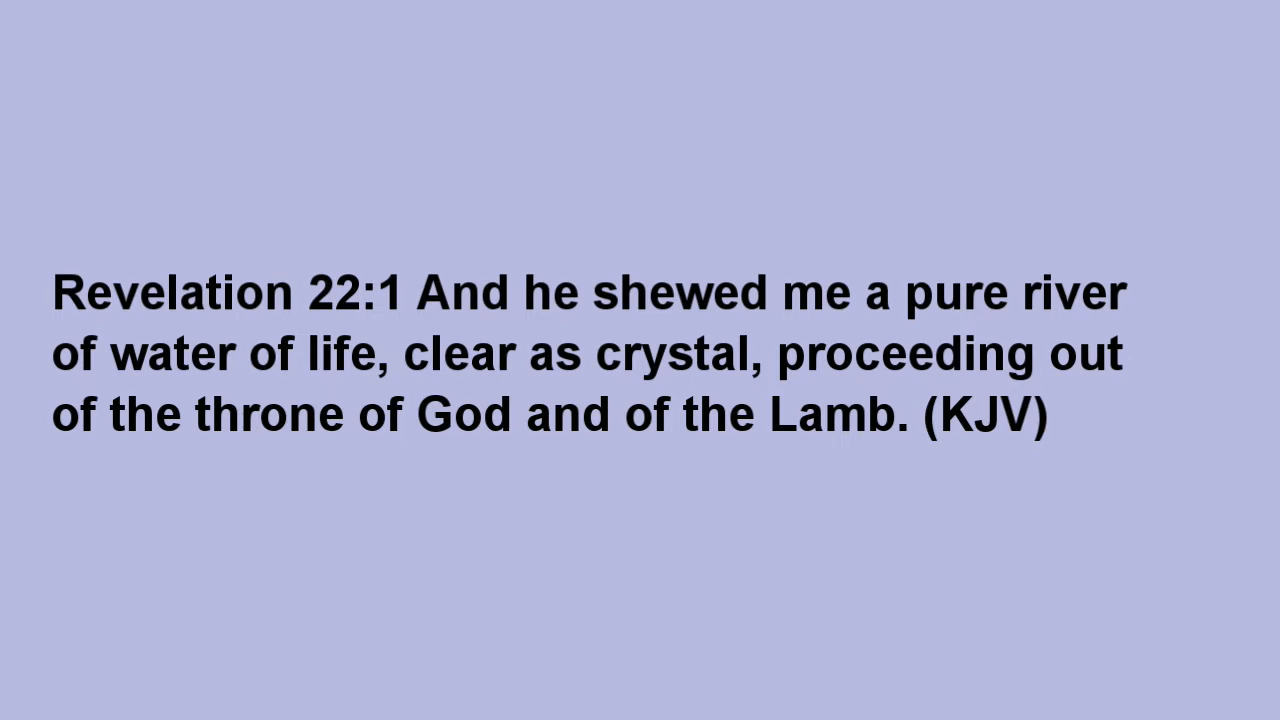 Revelation 22:1 And he shewed me a pure river
of water of life, clear as crystal, proceeding out
of the throne of God and of the Lamb. (KJV)